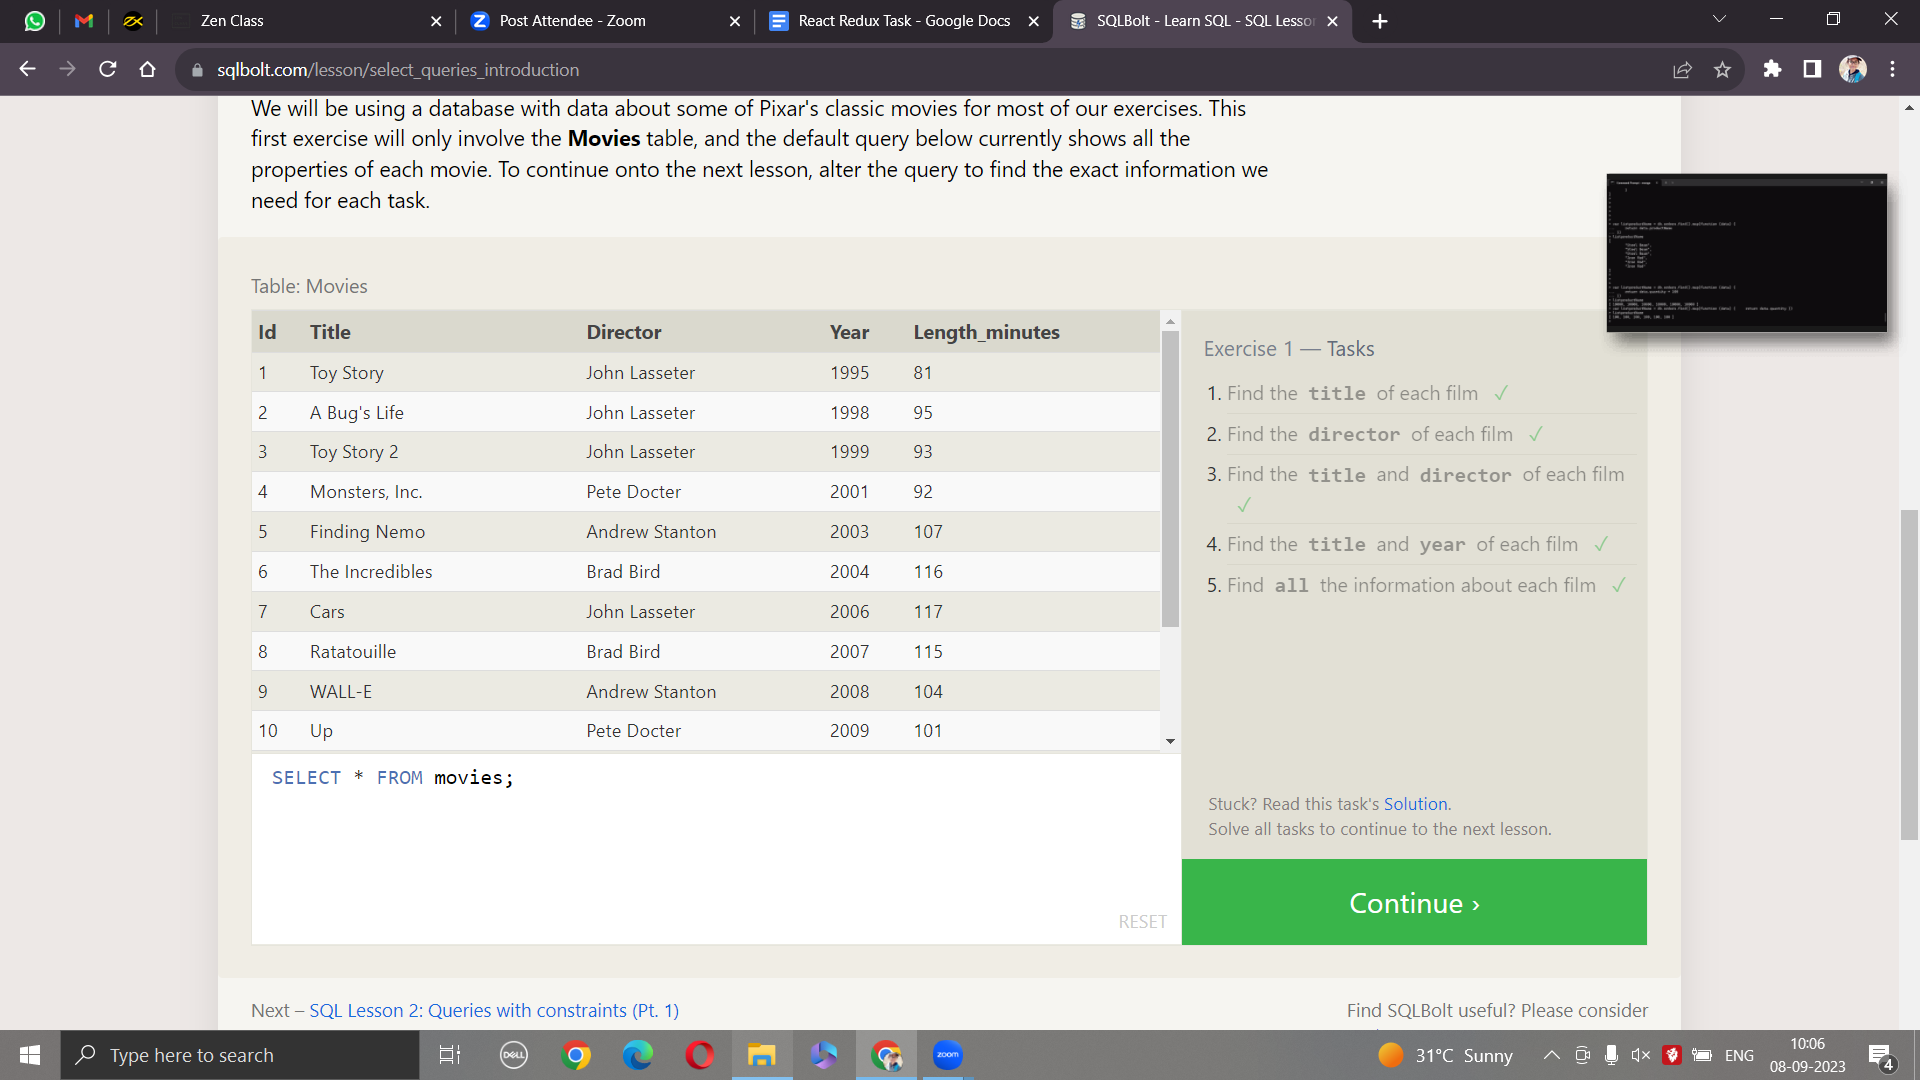 Zen Class
Post Attendee - Zoom
React Redux Task - Google Docs
SQLBolt - Learn SQL - SQL Lesso
sqlbolt.com/lesson/select_queries_introduction
We will be using a database with data about some of Pixar's classic movies for most of our exercises. This
first exercise will only involve the Movies table, and the default query below currently shows all the
properties of each movie. To continue onto the next lesson, alter the query to find the exact information we
need for each task.
Table: Movies
Id Title Director Year Length_minutes
1 Toy Story John Lasseter 1995 81
2 A Bug's Life John Lasseter 1998 95
3 Toy Story 2 John Lasseter 1999 93
4 Monsters, Inc. Pete Docter 2001 92
5 Finding Nemo Andrew Stanton 2003 107
6 The Incredibles Brad Bird 2004 116
7 Cars John Lasseter 2006 117
8 Ratatouille Brad Bird 2007 115
9 WALL-E Andrew Stanton 2008 104
10 Up Pete Docter 2009 101
SELECT * FROM movies;
RESET
Exercise 1 — Tasks
1. Find the title of each film ✓
2. Find the director of each film ✓
3. Find the title and director of each film
✓
4. Find the title and year of each film ✓
5. Find all the information about each film ✓
Stuck? Read this task's Solution.
Solve all tasks to continue to the next lesson.
Continue ›
Next – SQL Lesson 2: Queries with constraints (Pt. 1)
Find SQLBolt useful? Please consider
Type here to search
DELL
zoom
31°C Sunny
ENG
10:06
08-09-2023
4